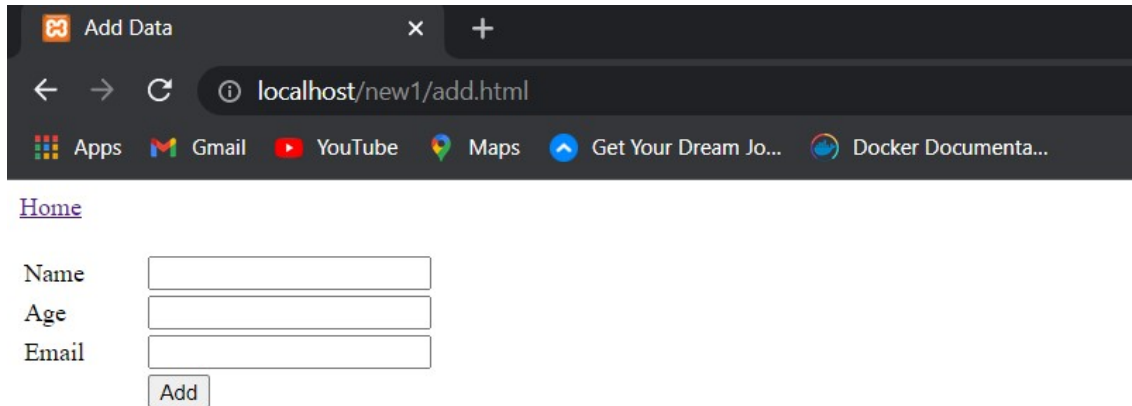 Add Data
localhost/new1/add.html
Apps Gmail YouTube Maps Get Your Dream Jo... Docker Documenta...
Home
Name
Age
Email
Add